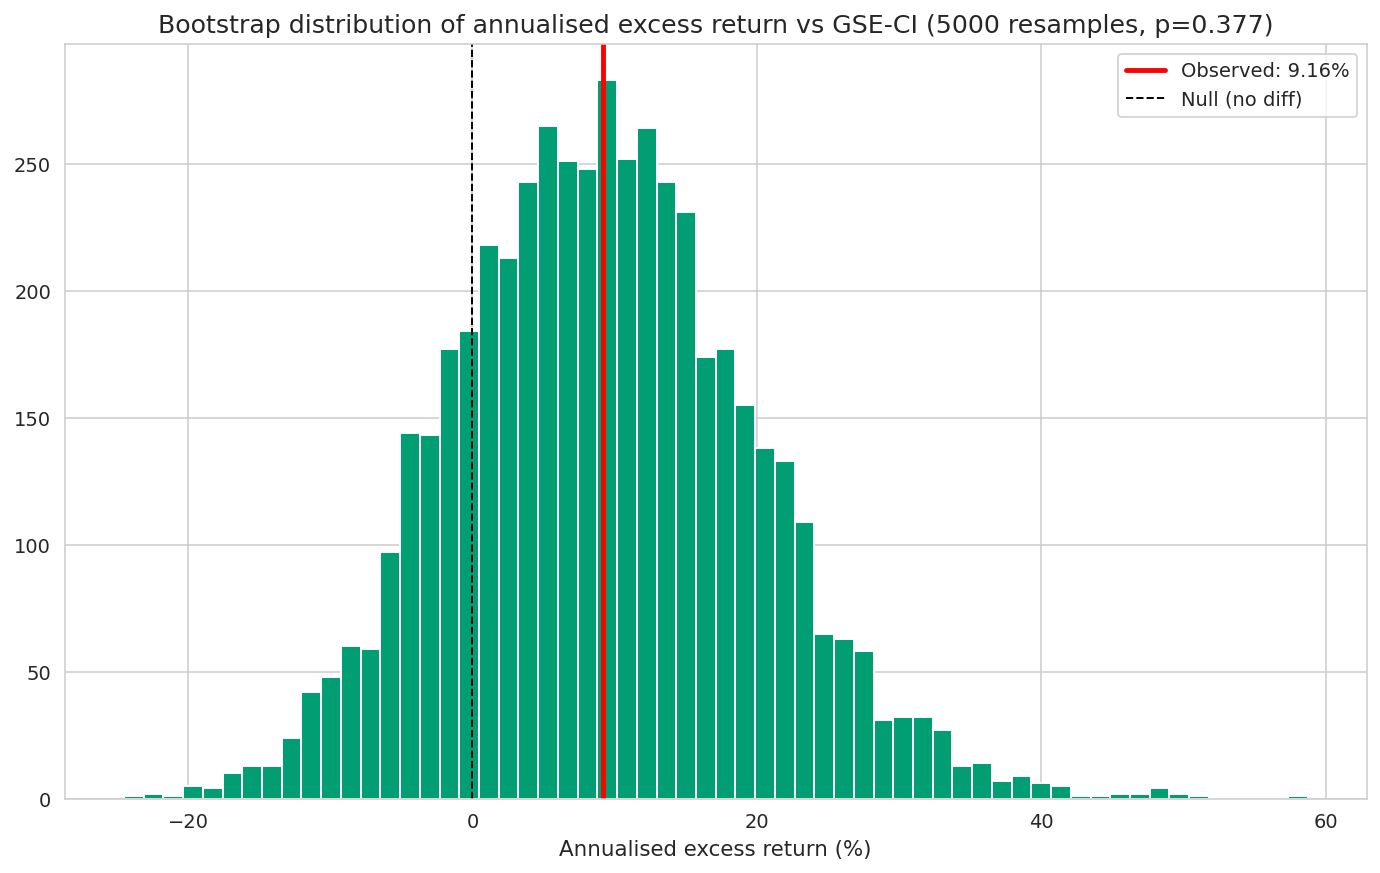 Bootstrap distribution of annualised excess return vs GSE-CI (5000 resamples, p=0.377)
Observed: 9.16%
Null (no diff)
250
200
150
100
50
0
−20
0
20
40
60
Annualised excess return (%)